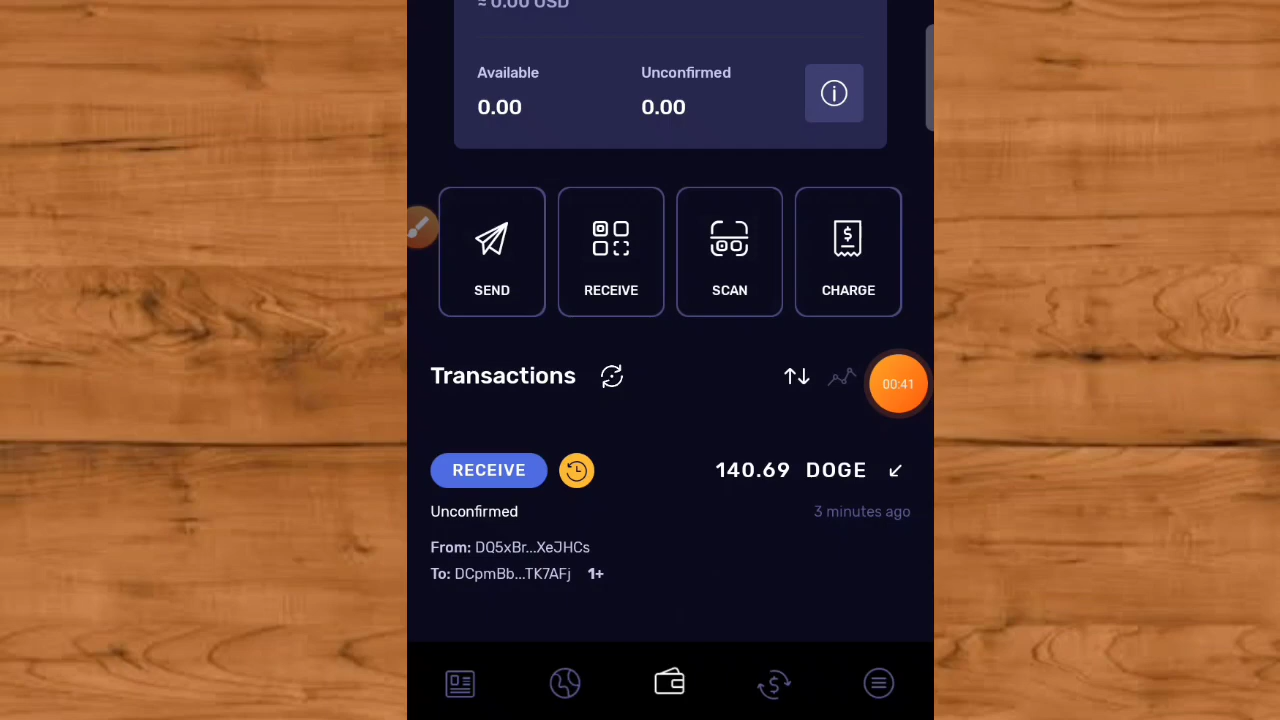 ≈ 0.00 USD
Available Unconfirmed
0.00 0.00
SEND RECEIVE SCAN CHARGE
Transactions
00:41
RECEIVE 140.69 DOGE
Unconfirmed 3 minutes ago
From: DQ5xBr...XeJHCs
To: DCpmBb...TK7AFj 1+